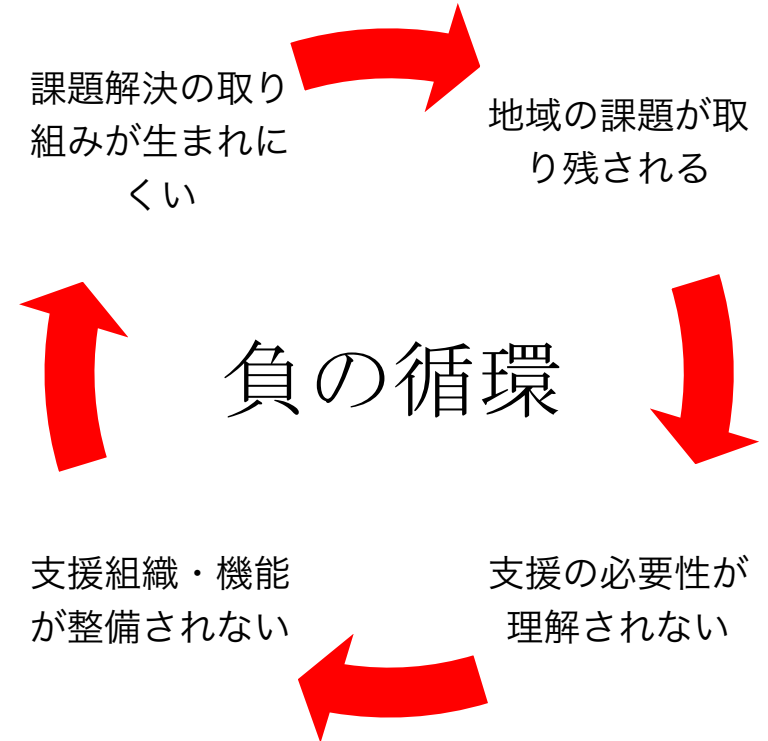 課題解決の取り
組みが生まれに
くい
地域の課題が取
り残される
負の循環
支援組織・機能
が整備されない
支援の必要性が
理解されない